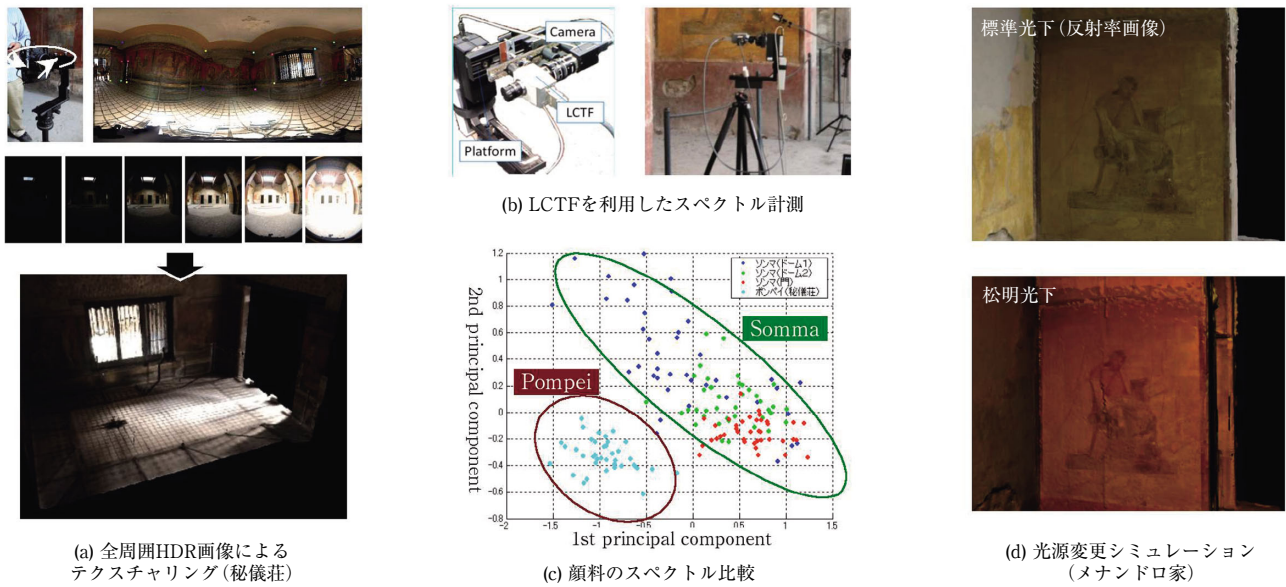 (a) 全周囲HDR画像による
テクスチャリング(秘儀荘)
Camera
LCTF
Platform
(b) LCTFを利用したスペクトル計測
2nd principal component
1.2
1
0.8
0.6
0.4
0.2
0
-0.2
-0.4
-0.6
-0.8
-2
-1.5
-1
-0.5
0
0.5
1
1.5
1st principal component
ソンマ(ドーム1)
ソンマ(ドーム2)
ソンマ(門)
ポンペイ(秘儀荘)
Somma
Pompei
(c) 顔料のスペクトル比較
標準光下(反射率画像)
松明光下
(d) 光源変更シミュレーション
(メナンドロ家)